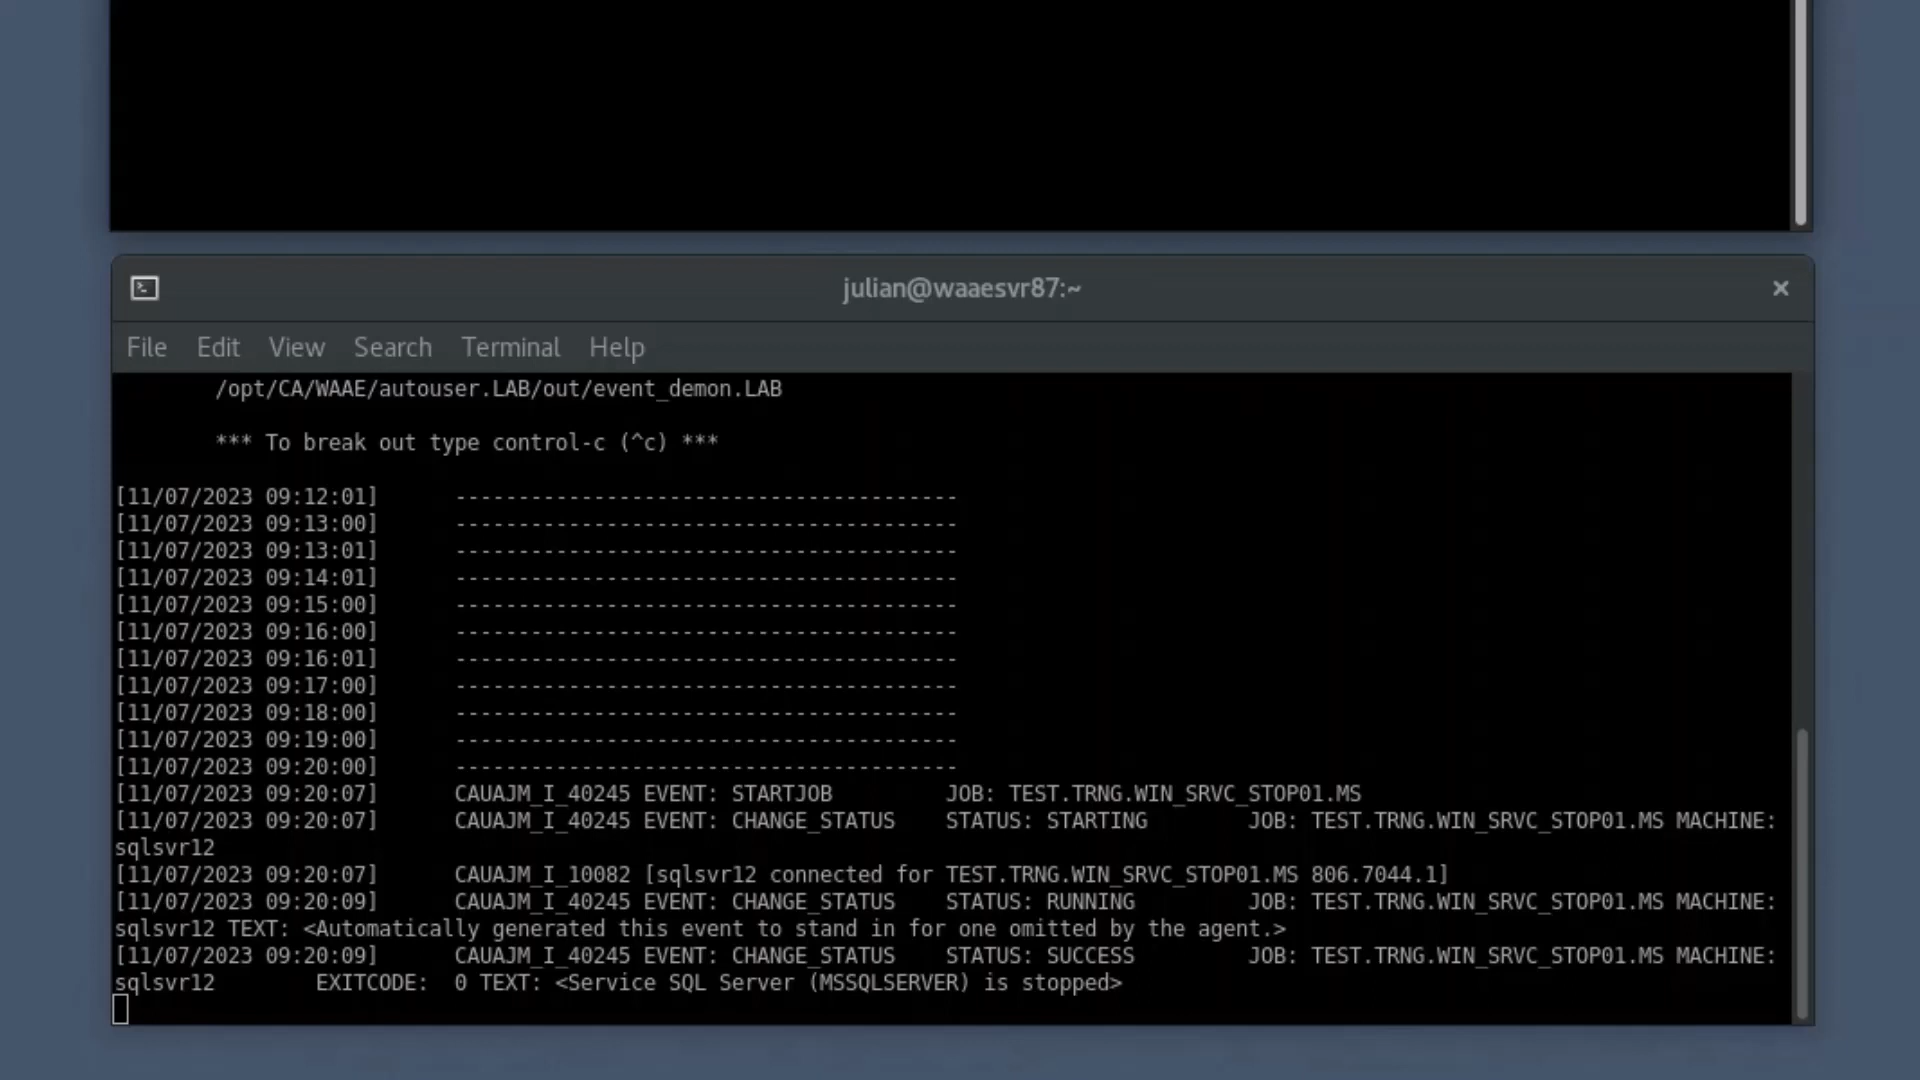 julian@waaesvr87:~
File Edit View Search Terminal Help
/opt/CA/WAAE/autouser.LAB/out/event_demon.LAB
*** To break out type control-c (^c) ***
[11/07/2023 09:12:01] ----------------------------------------
[11/07/2023 09:13:00] ----------------------------------------
[11/07/2023 09:13:01] ----------------------------------------
[11/07/2023 09:14:01] ----------------------------------------
[11/07/2023 09:15:00] ----------------------------------------
[11/07/2023 09:16:00] ----------------------------------------
[11/07/2023 09:16:01] ----------------------------------------
[11/07/2023 09:17:00] ----------------------------------------
[11/07/2023 09:18:00] ----------------------------------------
[11/07/2023 09:19:00] ----------------------------------------
[11/07/2023 09:20:00] ----------------------------------------
[11/07/2023 09:20:07] CAUAJM_I_40245 EVENT: STARTJOB JOB: TEST.TRNG.WIN_SRVC_STOP01.MS
[11/07/2023 09:20:07] CAUAJM_I_40245 EVENT: CHANGE_STATUS STATUS: STARTING JOB: TEST.TRNG.WIN_SRVC_STOP01.MS MACHINE:
sqlsvr12
[11/07/2023 09:20:07] CAUAJM_I_10082 [sqlsvr12 connected for TEST.TRNG.WIN_SRVC_STOP01.MS 806.7044.1]
[11/07/2023 09:20:09] CAUAJM_I_40245 EVENT: CHANGE_STATUS STATUS: RUNNING JOB: TEST.TRNG.WIN_SRVC_STOP01.MS MACHINE:
sqlsvr12 TEXT: <Automatically generated this event to stand in for one omitted by the agent.>
[11/07/2023 09:20:09] CAUAJM_I_40245 EVENT: CHANGE_STATUS STATUS: SUCCESS JOB: TEST.TRNG.WIN_SRVC_STOP01.MS MACHINE:
sqlsvr12 EXITCODE: 0 TEXT: <Service SQL Server (MSSQLSERVER) is stopped>